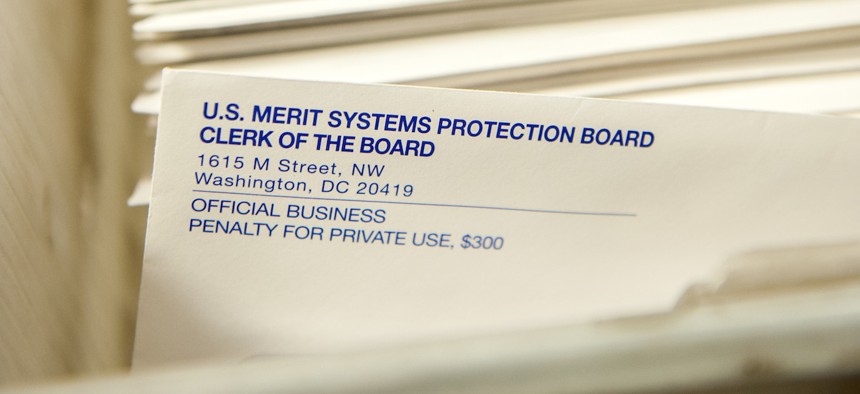 U.S. MERIT SYSTEMS PROTECTION BOARD
CLERK OF THE BOARD
1615 M Street, NW
Washington, DC 20419
OFFICIAL BUSINESS
PENALTY FOR PRIVATE USE, $300